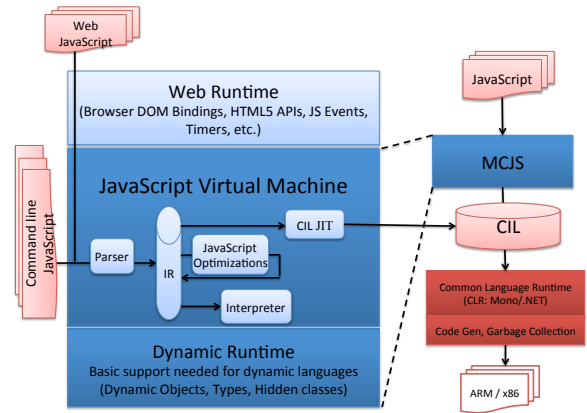 Web
JavaScript
Web Runtime
(Browser DOM Bindings, HTML5 APIs, JS Events,
Timers, etc.)
JavaScript Virtual Machine
Command line
JavaScript
Parser
IR
CIL JIT
JavaScript
Optimizations
Interpreter
Dynamic Runtime
Basic support needed for dynamic languages
(Dynamic Objects, Types, Hidden classes)
JavaScript
MCJS
CIL
Common Language Runtime
(CLR: Mono/.NET)
Code Gen, Garbage Collection
ARM / x86